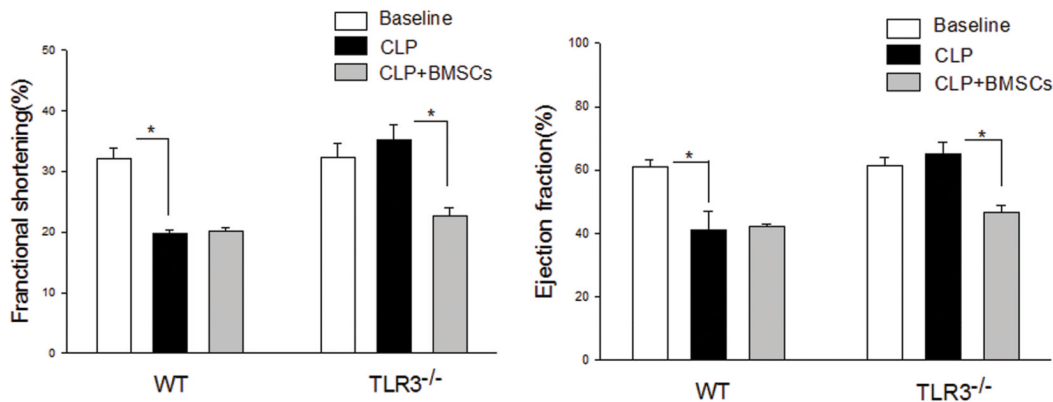 Baseline
CLP
CLP+BMSCs
Franctional shortening(%)
50
40
30
20
10
0
*
*
WT
TLR3-/-
Baseline
CLP
CLP+BMSCs
Ejection fraction(%)
100
80
60
40
20
0
*
*
WT
TLR3-/-